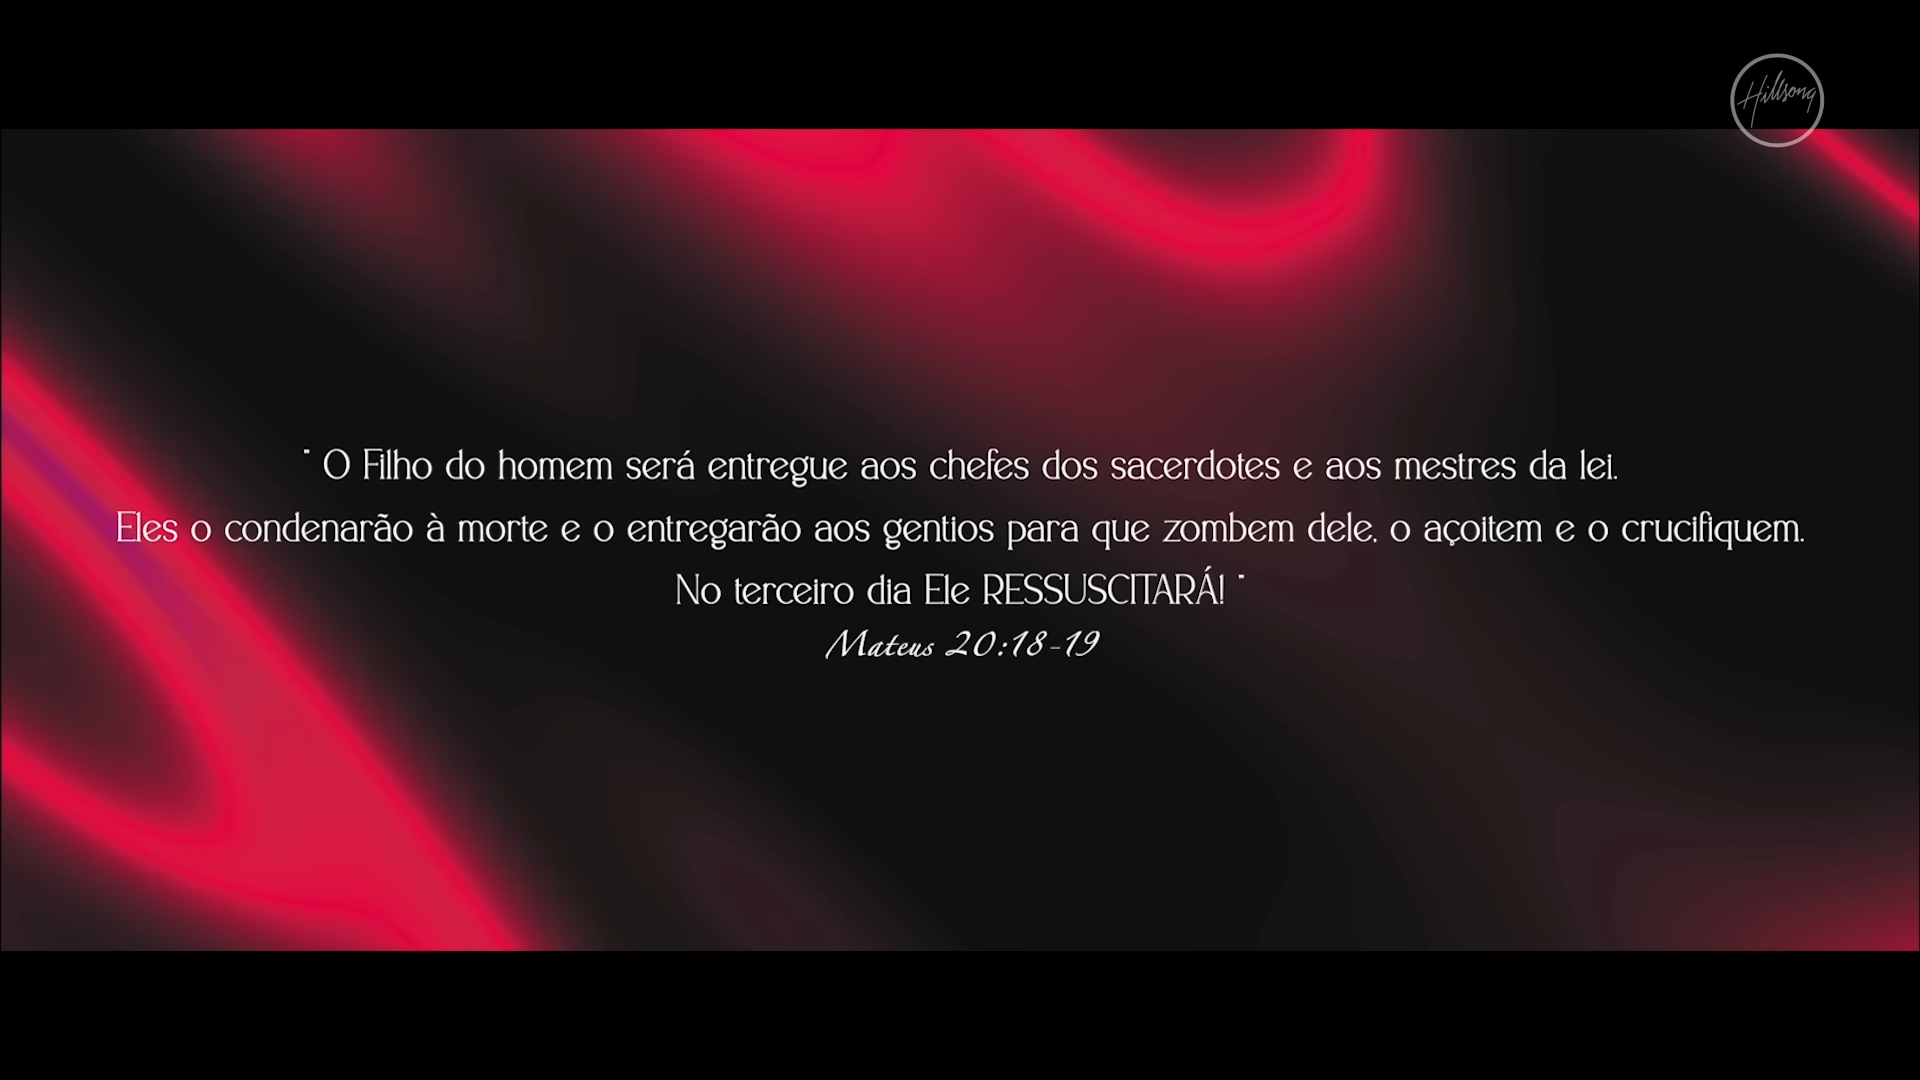 Hillsong
" O Filho do homem será entregue aos chefes dos sacerdotes e aos mestres da lei.
Eles o condenarão à morte e o entregarão aos gentios para que zombem dele, o açoitem e o crucifiquem.
No terceiro dia Ele RESSUSCITARÁ! "
Mateus 20:18-19